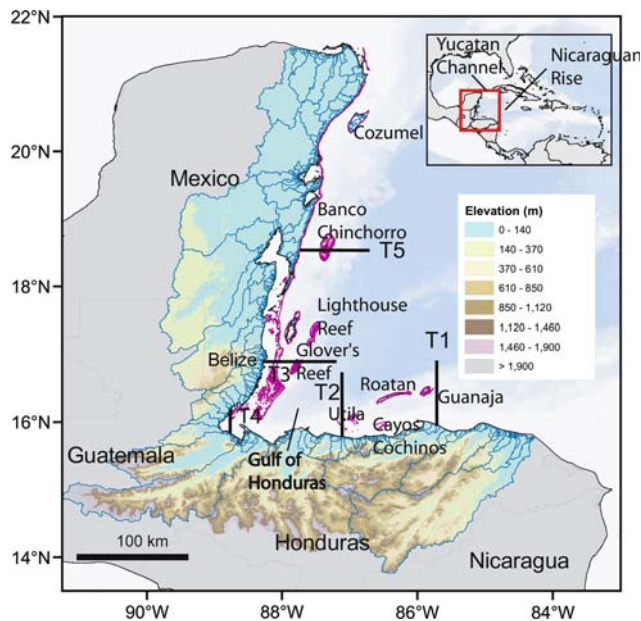 22°N
20°N
18°N
16°N
14°N
90°W
88°W
86°W
84°W
Yucatan
Channel
Nicaraguan
Rise
Cozumel
Mexico
Banco
Chinchorro
T5
Elevation (m)
0 - 140
140 - 370
370 - 610
610 - 850
850 - 1,120
1,120 - 1,460
1,460 - 1,900
> 1,900
Lighthouse
Reef
Belize
Glover's
Reef
T3
T1
T2
Roatan
Guanaja
T4
Utila
Cayos
Cochinos
Guatemala
Gulf of
Honduras
100 km
Honduras
Nicaragua